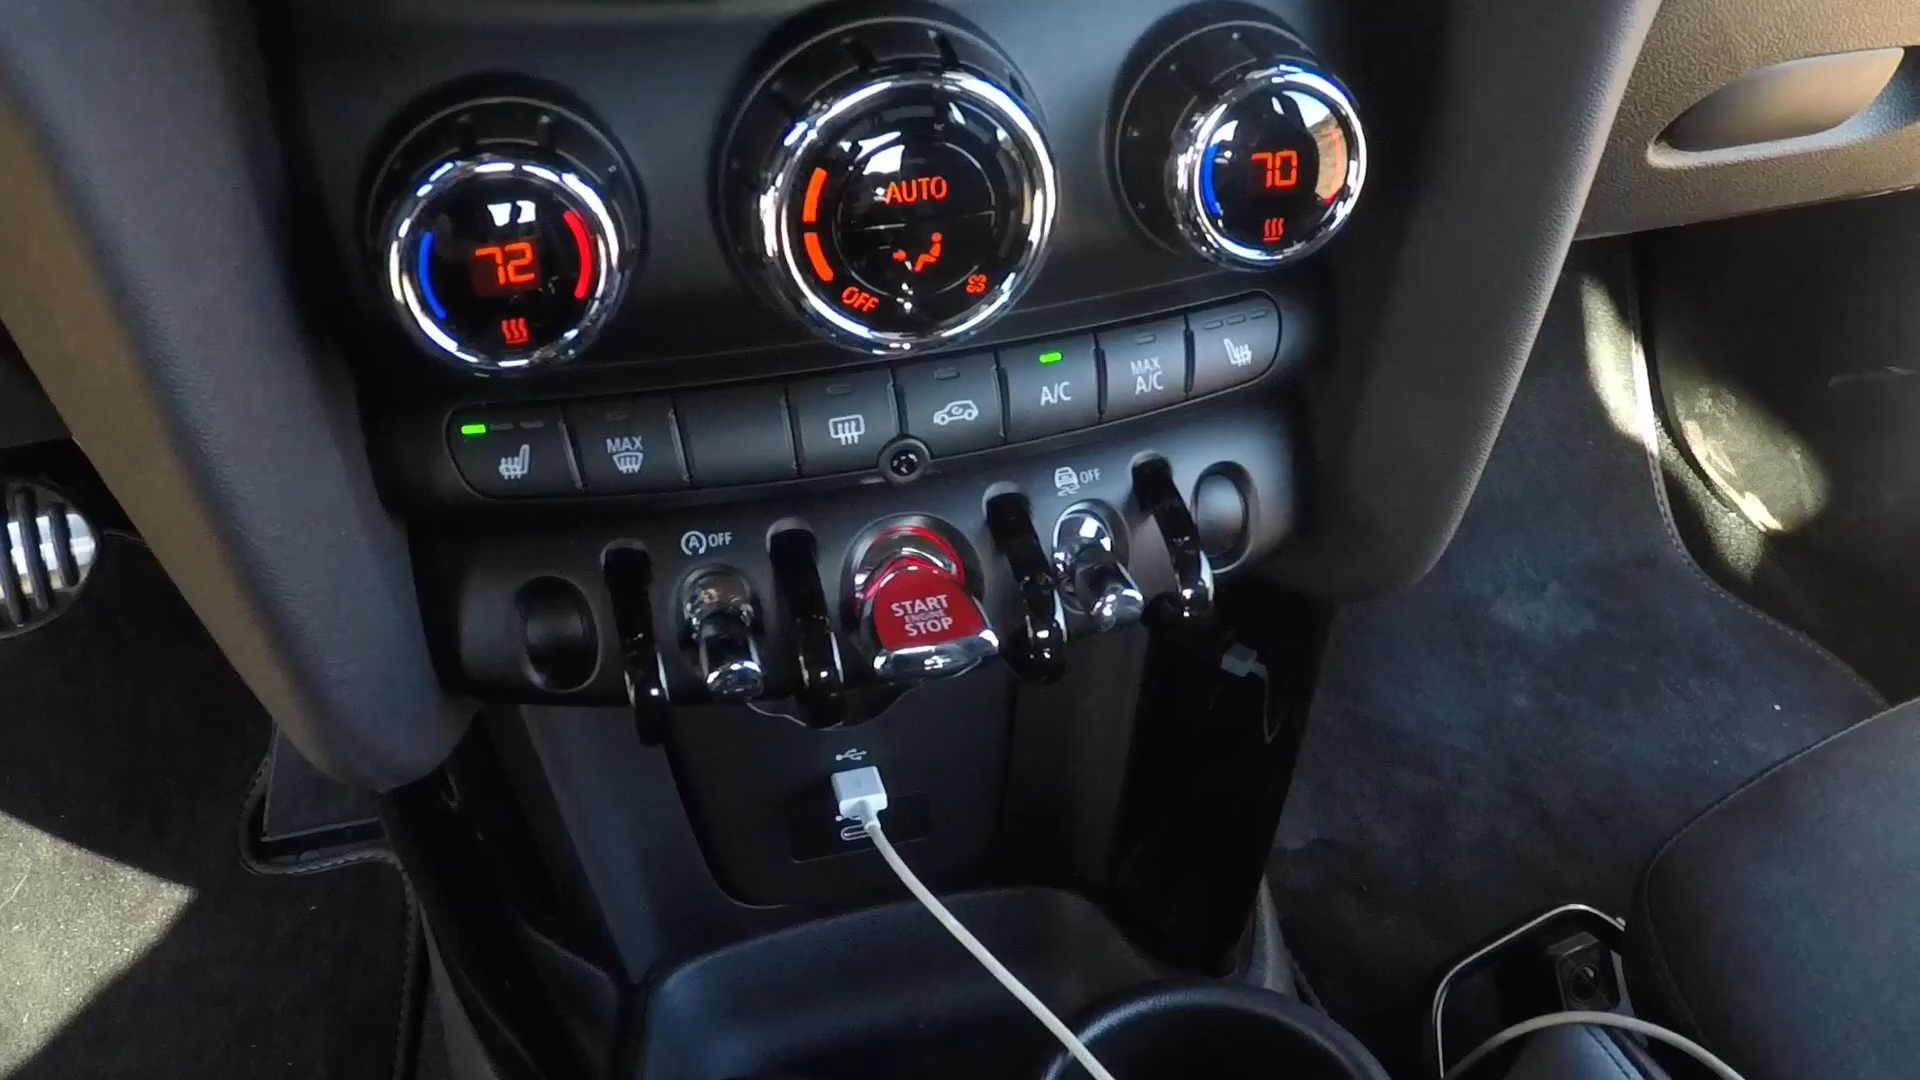 72
AUTO
OFF
70
MAX
A/C
MAX
A/C
A OFF
OFF
START
ENGINE
STOP